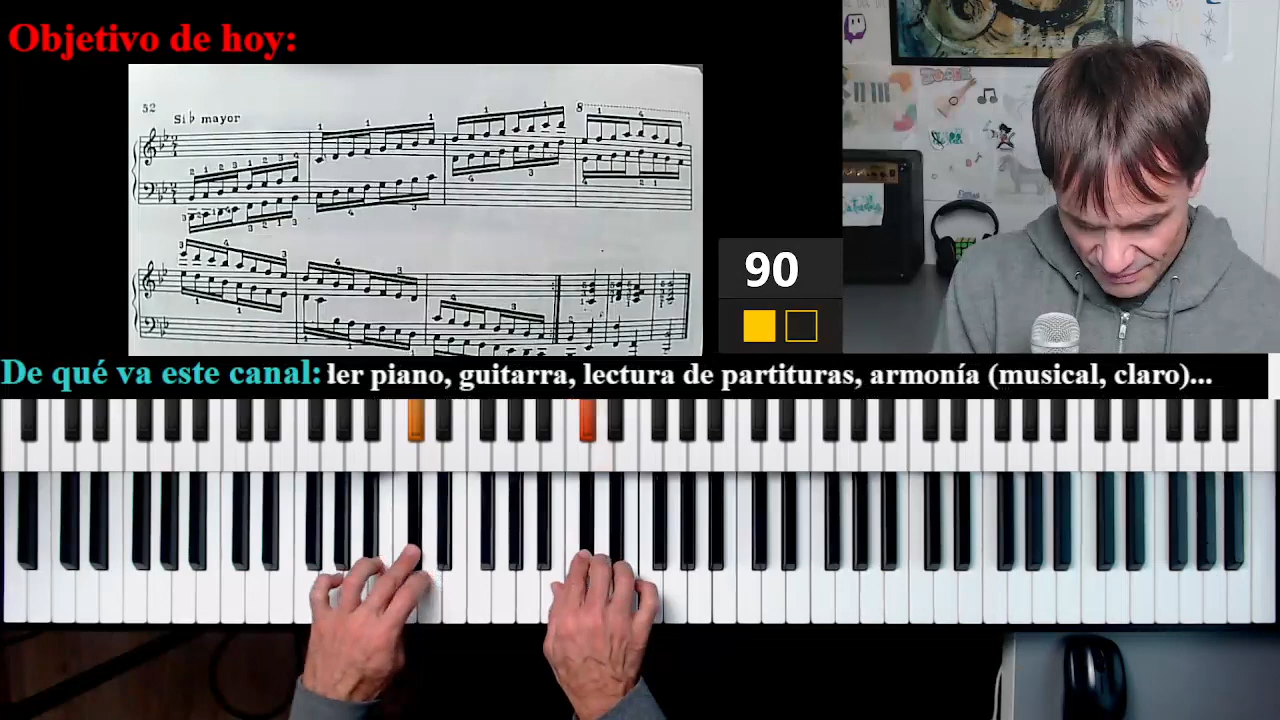 Objetivo de hoy:
52
Si♭ mayor
8
90
De qué va este canal: ler piano, guitarra, lectura de partituras, armonía (musical, claro)...